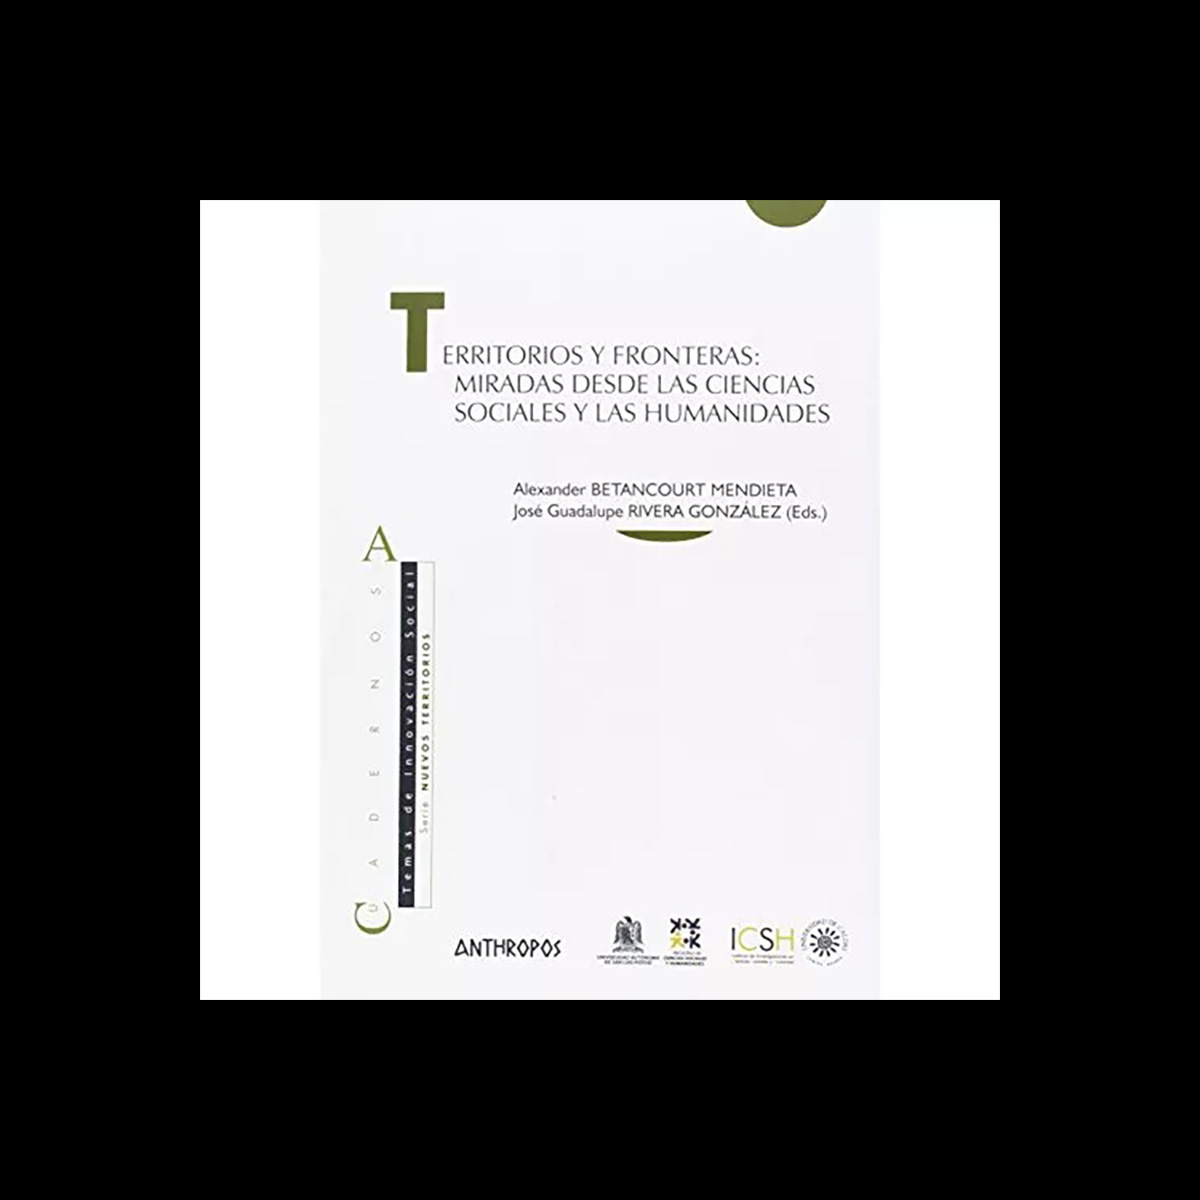 TERRITORIOS Y FRONTERAS:
MIRADAS DESDE LAS CIENCIAS
SOCIALES Y LAS HUMANIDADES
Alexander BETANCOURT MENDIETA
José Guadalupe RIVERA GONZÁLEZ (Eds.)
CUADERNOS A
Temas de Innovación Social
Serie NUEVOS TERRITORIOS
ANTHROPOS
UNIVERSIDAD AUTÓNOMA
DE SAN LUIS POTOSÍ
FACULTAD DE
CIENCIAS SOCIALES
Y HUMANIDADES
ICSH